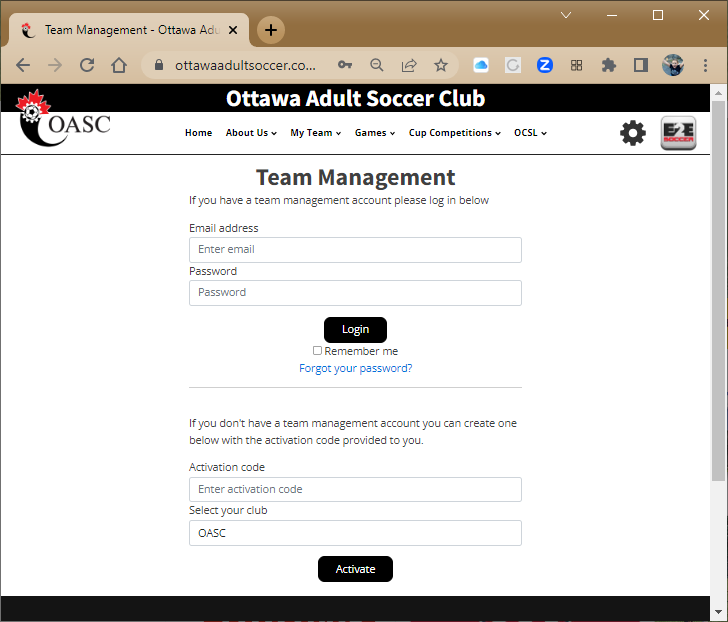 Team Management - Ottawa Adu
ottawaadultsoccer.co...
Ottawa Adult Soccer Club
OASC
Home About Us My Team Games Cup Competitions OCSL
E2E
SOCCER
Team Management
If you have a team management account please log in below
Email address
Enter email
Password
Password
Login
Remember me
Forgot your password?
If you don't have a team management account you can create one
below with the activation code provided to you.
Activation code
Enter activation code
Select your club
OASC
Activate